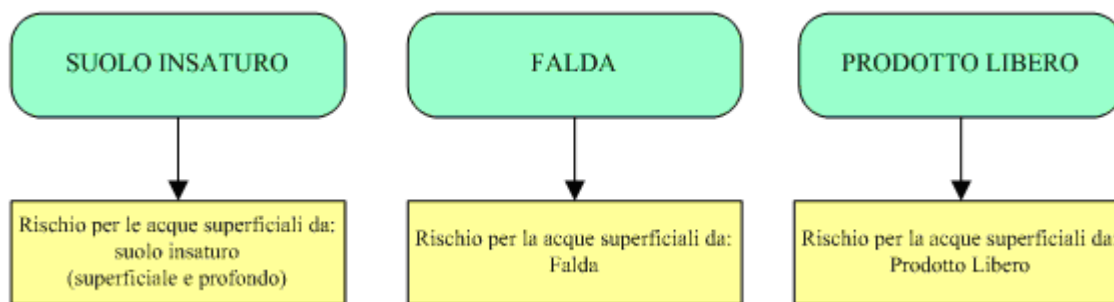 SUOLO INSATURO
FALDA
PRODOTTO LIBERO
Rischio per le acque superficiali da:
suolo insaturo
(superficiale e profondo)
Rischio per la acque superficiali da:
Falda
Rischio per la acque superficiali da:
Prodotto Libero